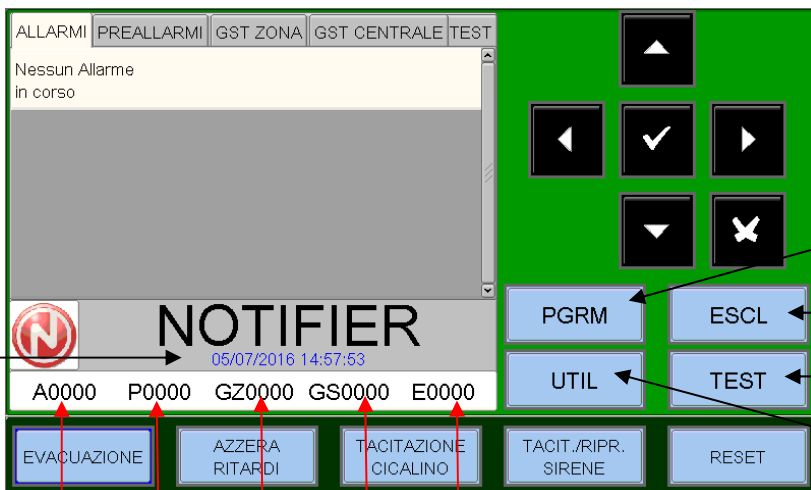 ALLARMI PREALLARMI GST ZONA GST CENTRALE TEST
Nessun Allarme
in corso
N
NOTIFIER
05/07/2016 14:57:53
A0000 P0000 GZ0000 GS0000 E0000
PGRM ESCL
UTIL TEST
EVACUAZIONE
AZZERA
RITARDI
TACITAZIONE
CICALINO
TACIT./RIPR.
SIRENE
RESET